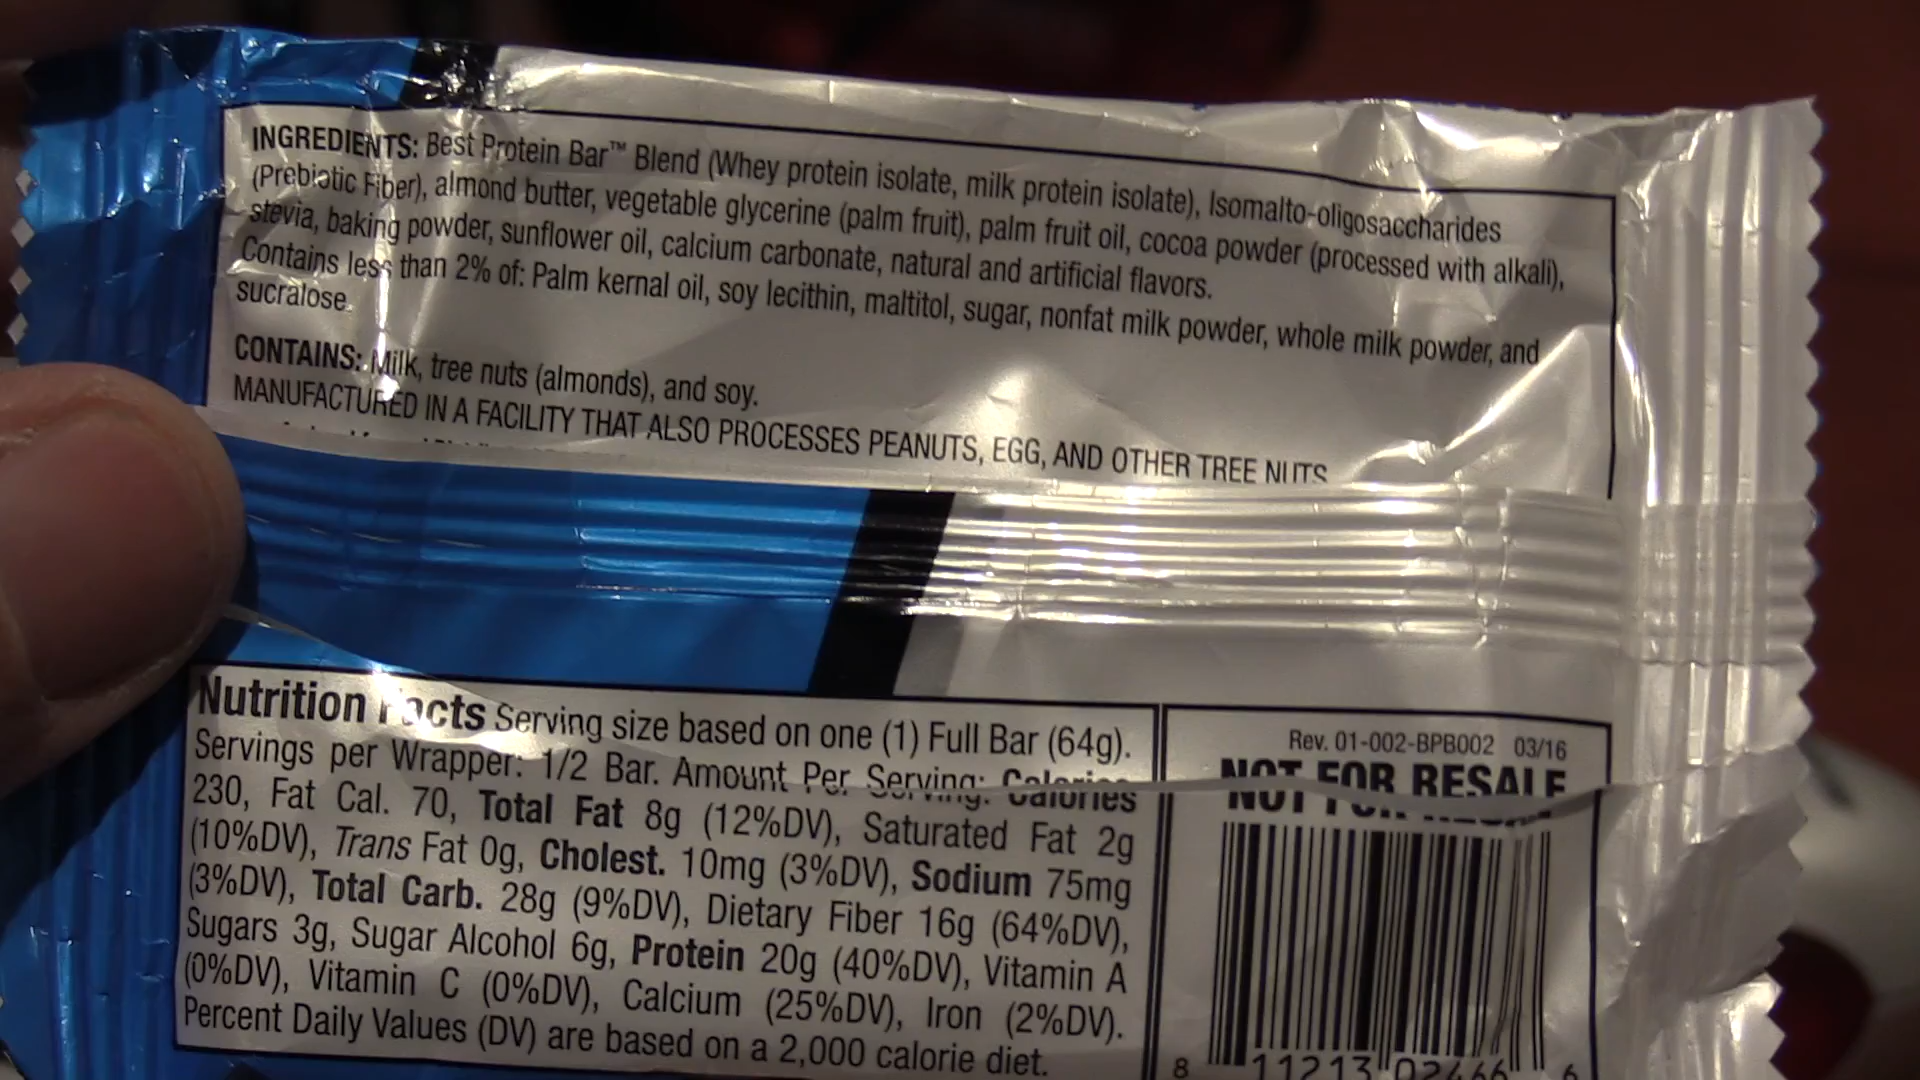 INGREDIENTS: Best Protein Bar™ Blend (Whey protein isolate, milk protein isolate), Isomalto-oligosaccharides
(Prebiotic Fiber), almond butter, vegetable glycerine (palm fruit), palm fruit oil, cocoa powder (processed with alkali),
stevia, baking powder, sunflower oil, calcium carbonate, natural and artificial flavors.
Contains less than 2% of: Palm kernal oil, soy lecithin, maltitol, sugar, nonfat milk powder, whole milk powder, and
sucralose.
CONTAINS: Milk, tree nuts (almonds), and soy.
MANUFACTURED IN A FACILITY THAT ALSO PROCESSES PEANUTS, EGG, AND OTHER TREE NUTS
Nutrition Facts Serving size based on one (1) Full Bar (64g).
Servings per Wrapper: 1/2 Bar. Amount Per Serving: Calories
230, Fat Cal. 70, Total Fat 8g (12%DV), Saturated Fat 2g
(10%DV), Trans Fat 0g, Cholest. 10mg (3%DV), Sodium 75mg
(3%DV), Total Carb. 28g (9%DV), Dietary Fiber 16g (64%DV),
Sugars 3g, Sugar Alcohol 6g, Protein 20g (40%DV), Vitamin A
(0%DV), Vitamin C (0%DV), Calcium (25%DV), Iron (2%DV).
Percent Daily Values (DV) are based on a 2,000 calorie diet.
Rev. 01-002-BPB002 03/16
NOT FOR RESALE
8 11213 02466 6